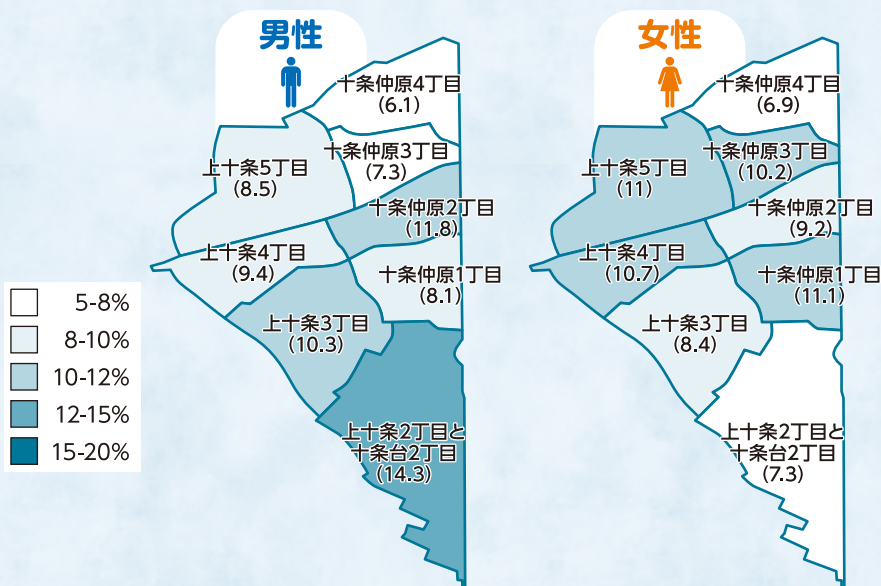 男性
十条仲原4丁目
(6.1)
十条仲原3丁目
(7.3)
上十条5丁目
(8.5)
十条仲原2丁目
(11.8)
上十条4丁目
(9.4)
十条仲原1丁目
(8.1)
上十条3丁目
(10.3)
上十条2丁目と
十条台2丁目
(14.3)
女性
十条仲原4丁目
(6.9)
十条仲原3丁目
(10.2)
上十条5丁目
(11)
十条仲原2丁目
(9.2)
上十条4丁目
(10.7)
十条仲原1丁目
(11.1)
上十条3丁目
(8.4)
上十条2丁目と
十条台2丁目
(7.3)
5-8%
8-10%
10-12%
12-15%
15-20%